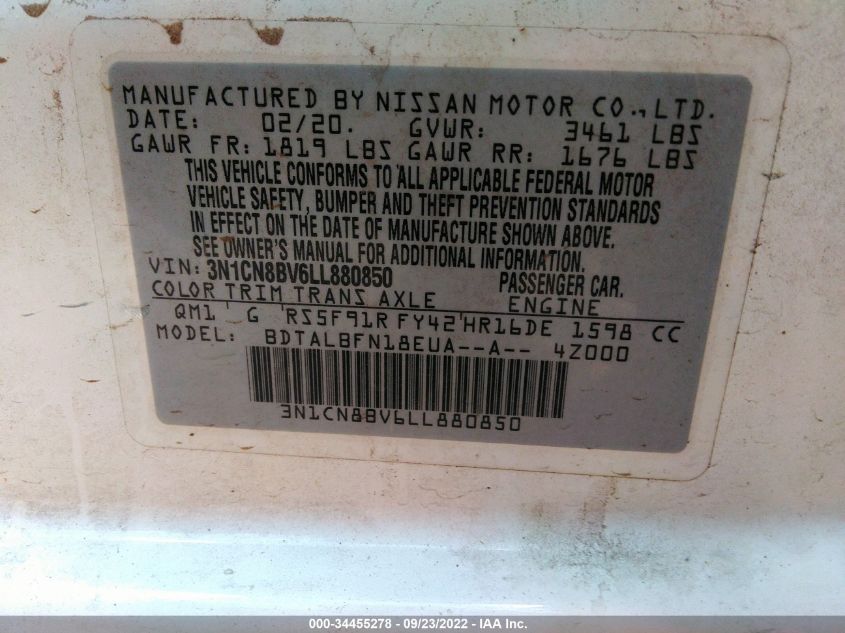 MANUFACTURED BY NISSAN MOTOR CO., LTD.
DATE: 02/20. GVWR: 3461 LBS
GAWR FR: 1819 LBS GAWR RR: 1676 LBS
THIS VEHICLE CONFORMS TO ALL APPLICABLE FEDERAL MOTOR
VEHICLE SAFETY, BUMPER AND THEFT PREVENTION STANDARDS
IN EFFECT ON THE DATE OF MANUFACTURE SHOWN ABOVE.
SEE OWNER'S MANUAL FOR ADDITIONAL INFORMATION.
VIN: 3N1CN8BV6LL880850 PASSENGER CAR.
COLOR TRIM TRANS AXLE ENGINE
QM1 G RS5F91R FY42 HR16DE 1598 CC
MODEL: BDTALBFN18EUA--A-- 4Z000
3N1CN8BV6LL880850
000-34455278 - 09/23/2022 - IAA Inc.